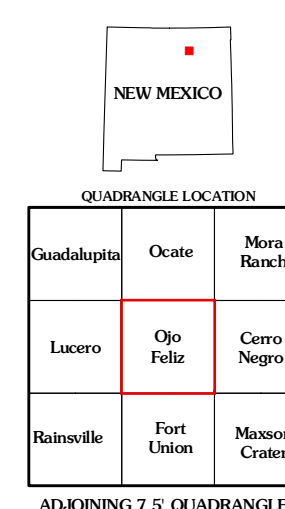 NEW MEXICO
QUADRANGLE LOCATION
Guadalupita
Ocate
Mora
Ranch
Lucero
Ojo
Feliz
Cerro
Negro
Rainsville
Fort
Union
Maxson
Crater
ADJOINING 7.5' QUADRANGLE